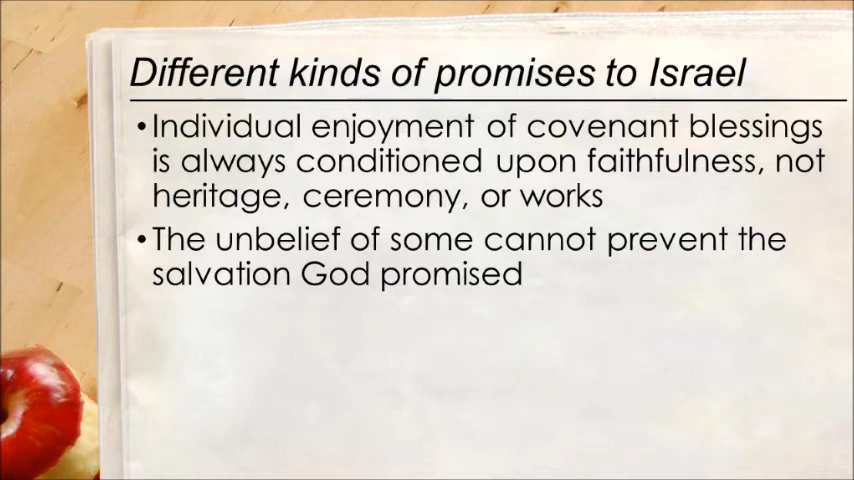 Different kinds of promises to Israel
•Individual enjoyment of covenant blessings
is always conditioned upon faithfulness, not
heritage, ceremony, or works
•The unbelief of some cannot prevent the
salvation God promised